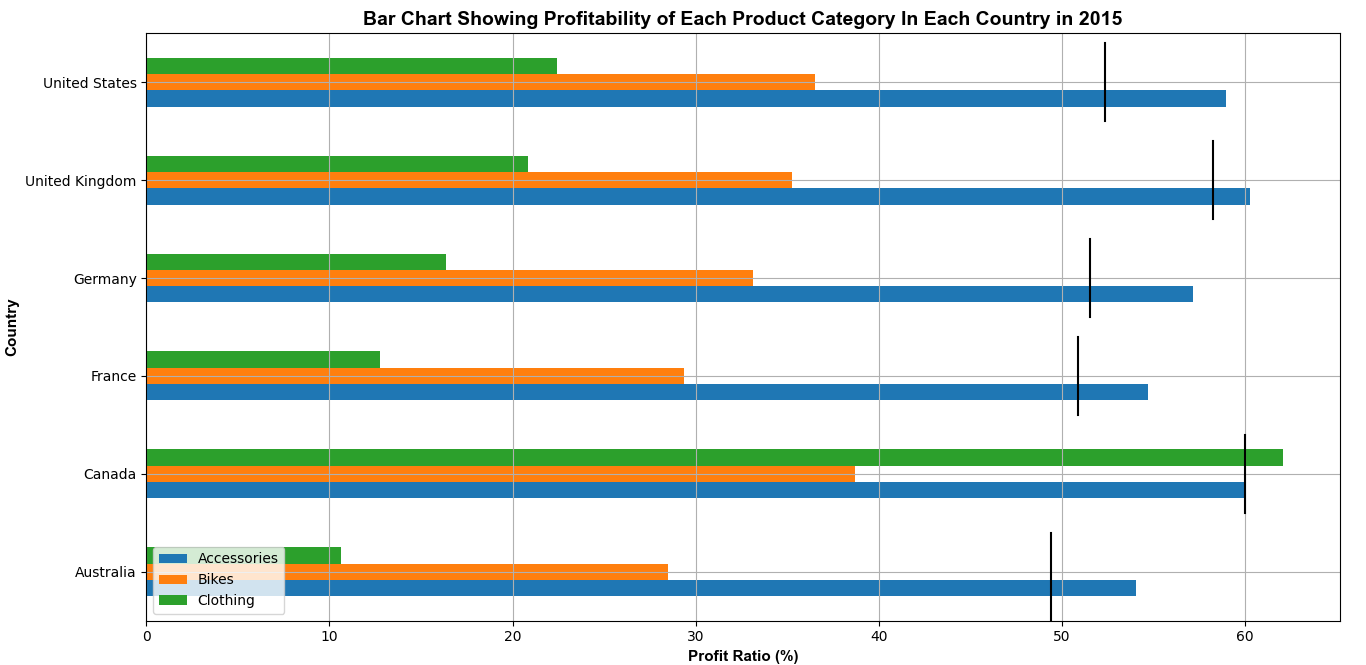 Bar Chart Showing Profitability of Each Product Category In Each Country in 2015
United States
United Kingdom
Germany
France
Canada
Australia
Country
Accessories
Bikes
Clothing
0 10 20 30 40 50 60
Profit Ratio (%)